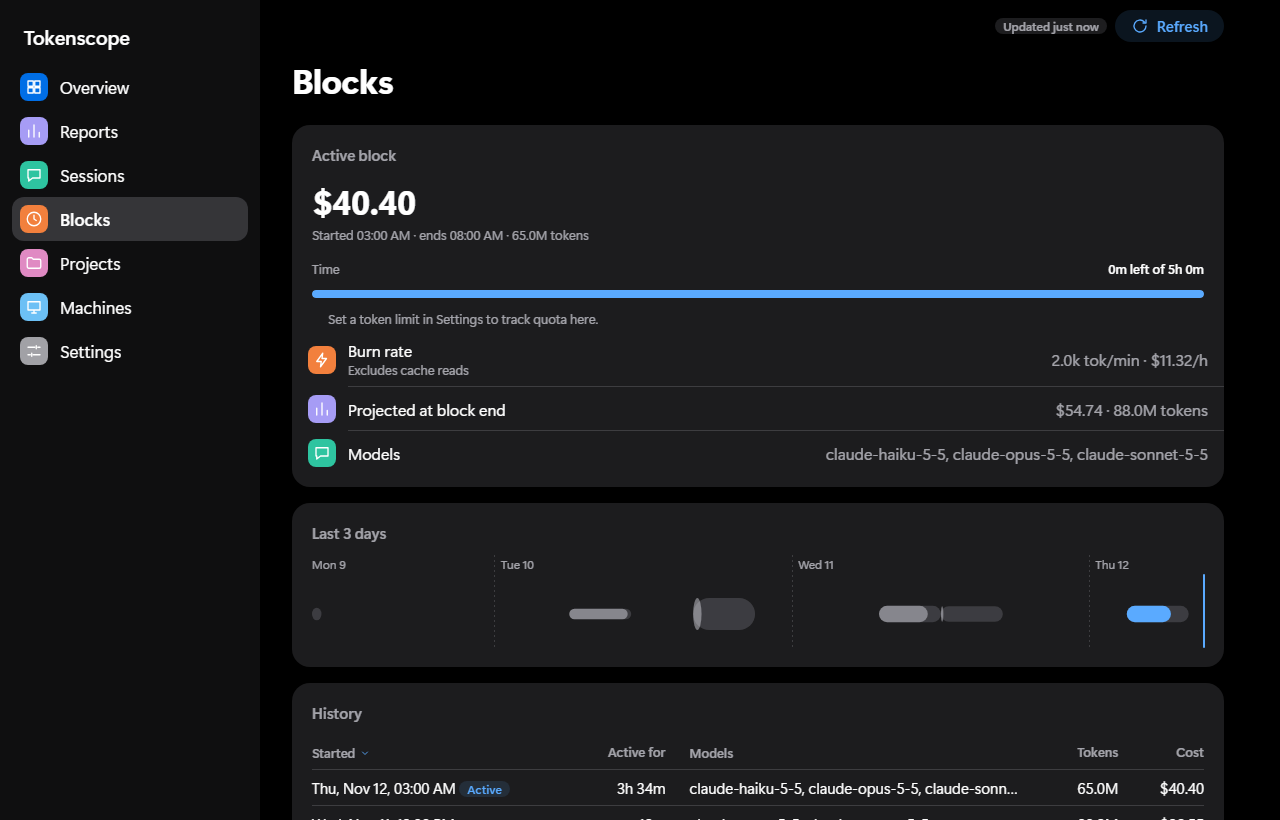 Tokenscope
Overview
Reports
Sessions
Blocks
Projects
Machines
Settings
Updated just now
Refresh
Blocks
Active block
$40.40
Started 03:00 AM · ends 08:00 AM · 65.0M tokens
Time 0m left of 5h 0m
Set a token limit in Settings to track quota here.
Burn rate
Excludes cache reads
2.0k tok/min · $11.32/h
Projected at block end $54.74 · 88.0M tokens
Models claude-haiku-5-5, claude-opus-5-5, claude-sonnet-5-5
Last 3 days
Mon 9 Tue 10 Wed 11 Thu 12
History
Started Active for Models Tokens Cost
Thu, Nov 12, 03:00 AM Active 3h 34m claude-haiku-5-5, claude-opus-5-5, claude-sonn... 65.0M $40.40